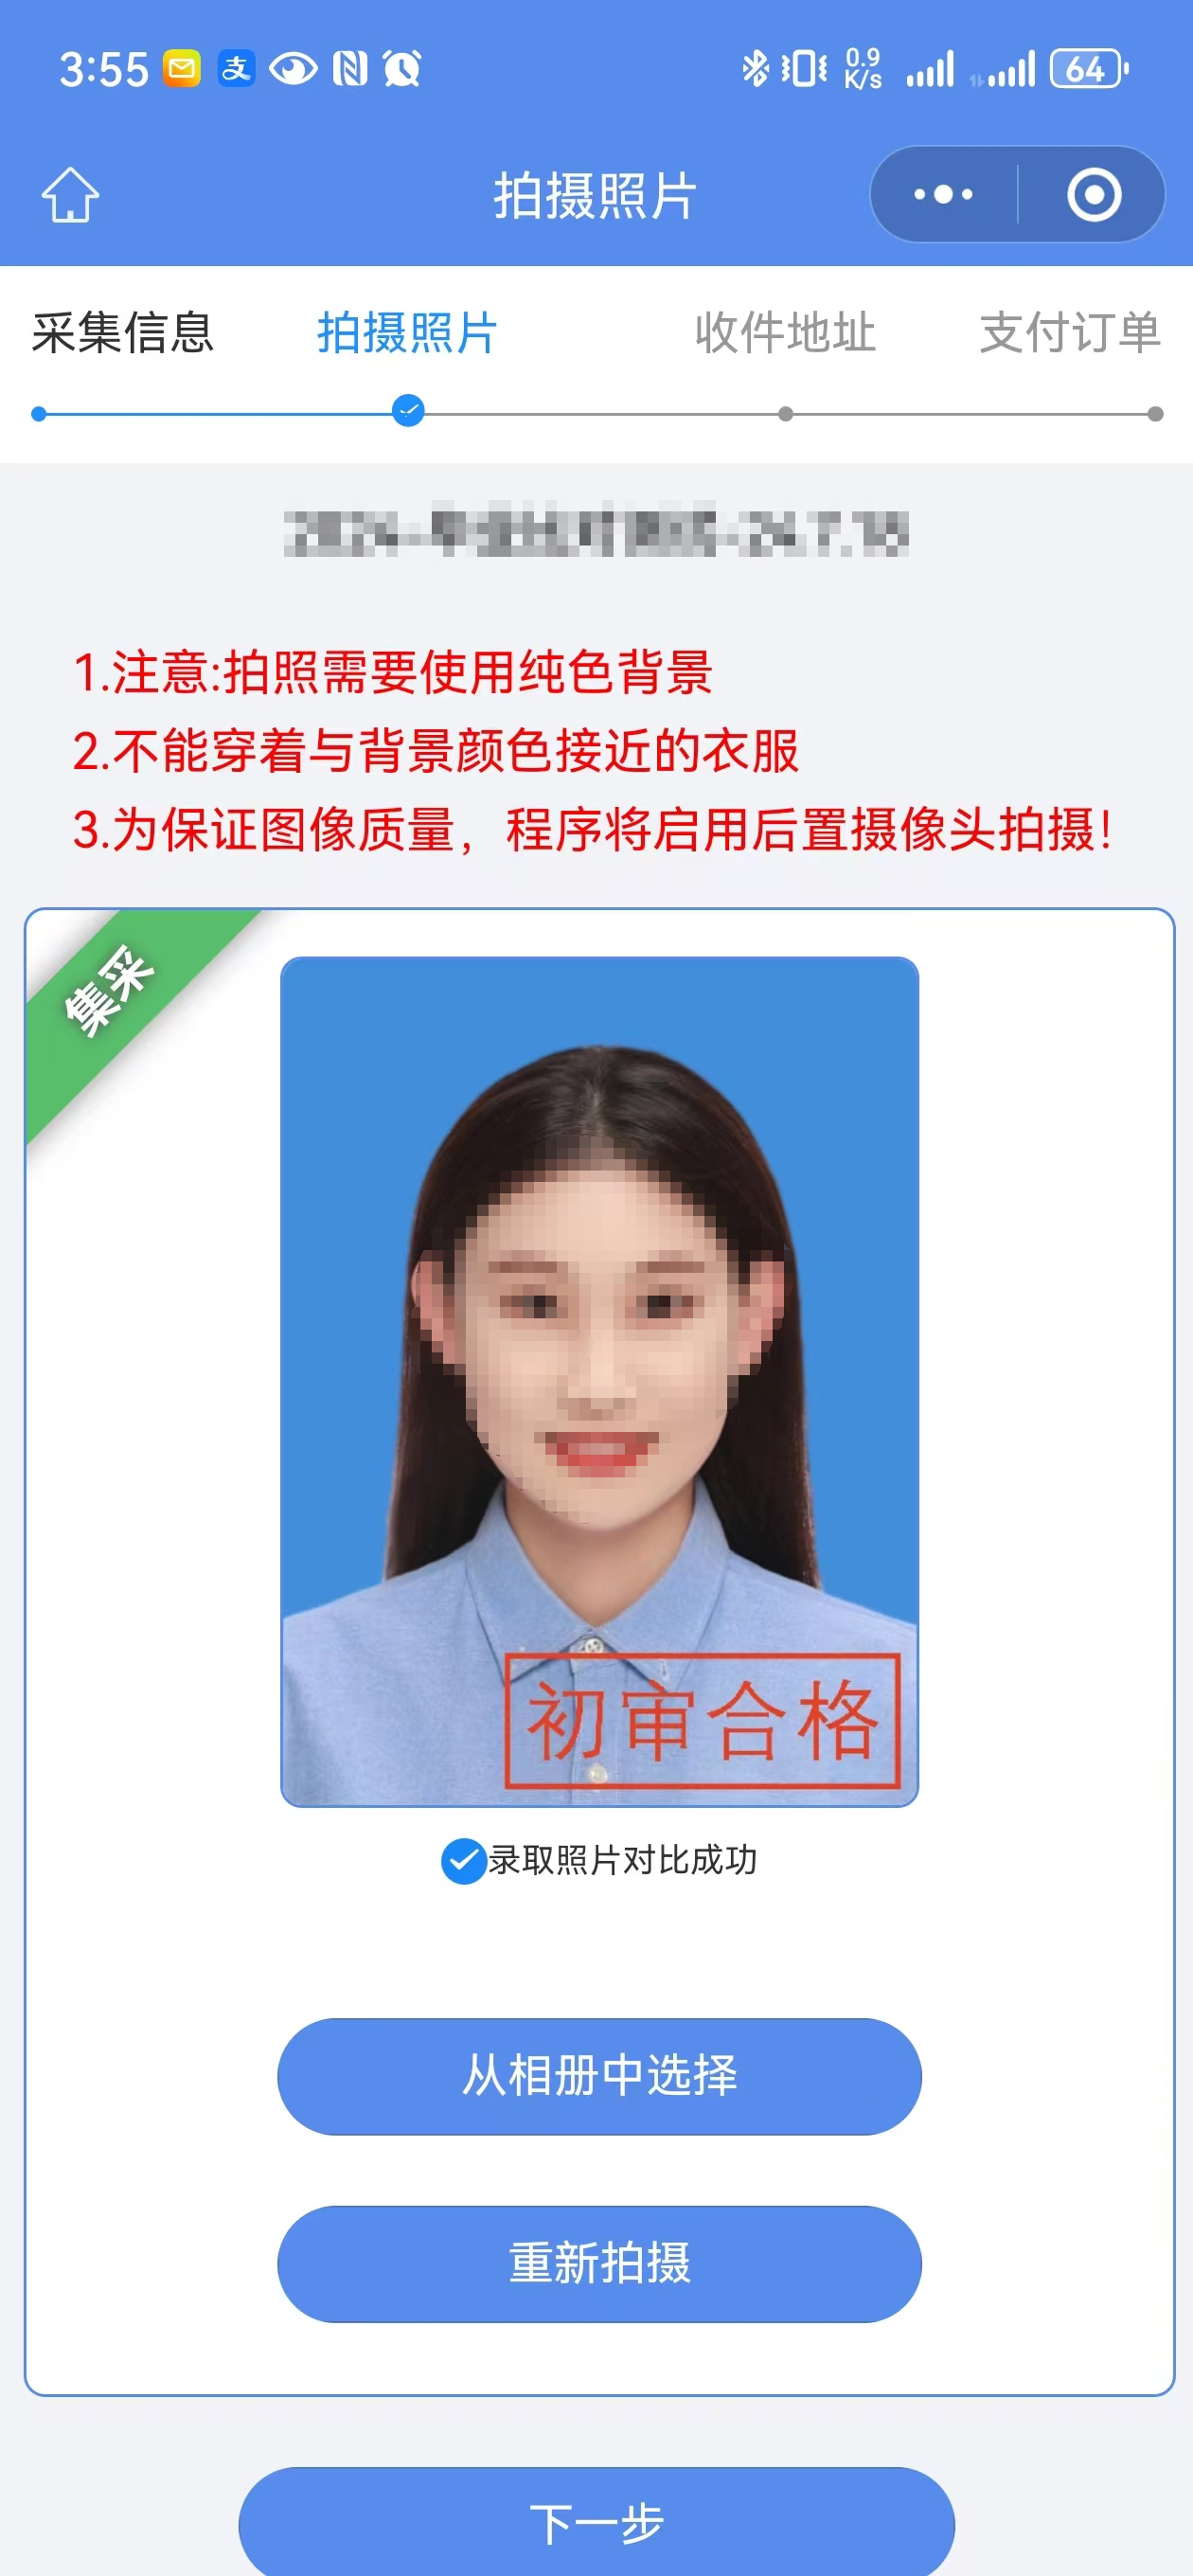 3:55 支 0.9 K/s 64
拍摄照片
采集信息 拍摄照片 收件地址 支付订单
1.注意:拍照需要使用纯色背景
2.不能穿着与背景颜色接近的衣服
3.为保证图像质量，程序将启用后置摄像头拍摄!
集采
初审合格
录取照片对比成功
从相册中选择
重新拍摄
下一步